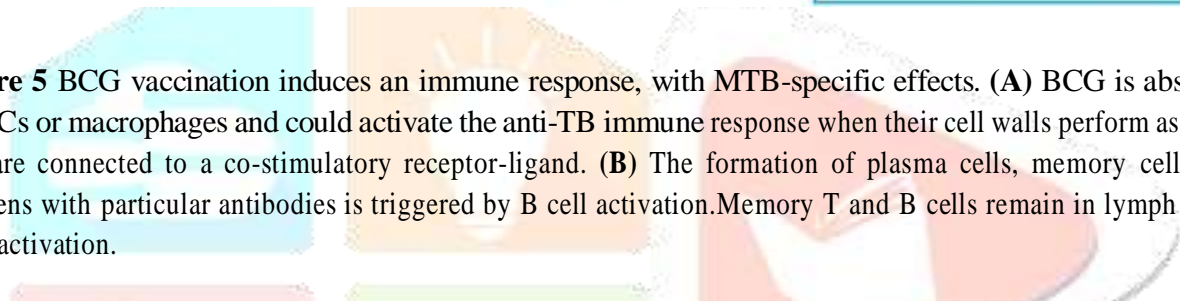 re 5 BCG vaccination induces an immune response, with MTB-specific effects. (A) BCG is abs
Cs or macrophages and could activate the anti-TB immune response when their cell walls perform as
are connected to a co-stimulatory receptor-ligand. (B) The formation of plasma cells, memory cell
ens with particular antibodies is triggered by B cell activation.Memory T and B cells remain in lymph
activation.